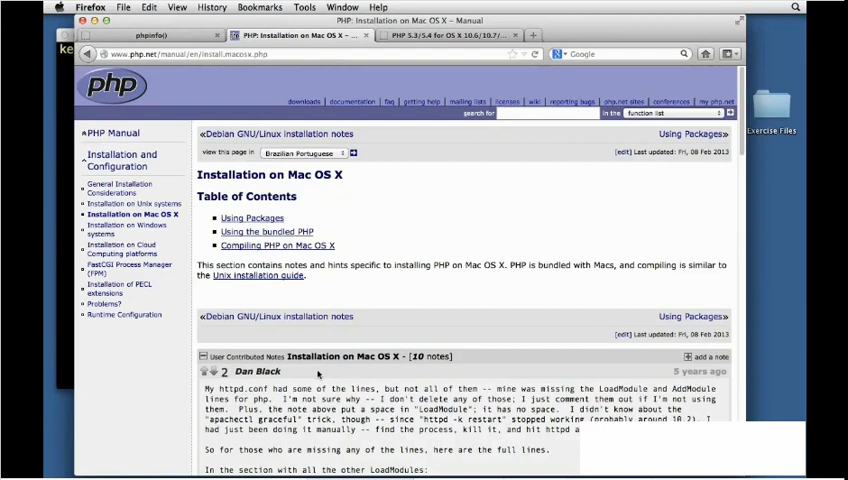 Firefox File Edit View History Bookmarks Tools Window Help
PHP: Installation on Mac OS X - Manual
phpinfo() PHP: Installation on Mac OS X - ... PHP 5.3/5.4 for OS X 10.6/10.7/...
www.php.net/manual/en/install.macosx.php
Google
php
downloads | documentation | faq | getting help | mailing lists | licenses | wiki | reporting bugs | php.net sites | conferences | my php.net
search for in the function list
PHP Manual
Installation and
Configuration
General Installation
Considerations
Installation on Unix systems
Installation on Mac OS X
Installation on Windows
systems
Installation on Cloud
Computing platforms
FastCGI Process Manager
(FPM)
Installation of PECL
extensions
Problems?
Runtime Configuration
«Debian GNU/Linux installation notes Using Packages»
view this page in Brazilian Portuguese [edit] Last updated: Fri, 08 Feb 2013
Installation on Mac OS X
Table of Contents
Using Packages
Using the bundled PHP
Compiling PHP on Mac OS X
This section contains notes and hints specific to installing PHP on Mac OS X. PHP is bundled with Macs, and compiling is similar to
the Unix installation guide.
«Debian GNU/Linux installation notes Using Packages»
[edit] Last updated: Fri, 08 Feb 2013
User Contributed Notes Installation on Mac OS X - [10 notes] add a note
2 Dan Black 5 years ago
My httpd.conf had some of the lines, but not all of them -- mine was missing the LoadModule and AddModule
lines for php. I'm not sure why -- I don't delete any of those; I just comment them out if I'm not using
them. Plus, the note above put a space in "LoadModule"; it has no space. I didn't know about the
"apachectl graceful" trick, though -- since "httpd -k restart" stopped working (probably around 10.2), I
had just been doing it manually -- find the process, kill it, and hit httpd a
So for those who are missing any of the lines, here are the full lines.
In the section with all the other LoadModules:
Exercise Files